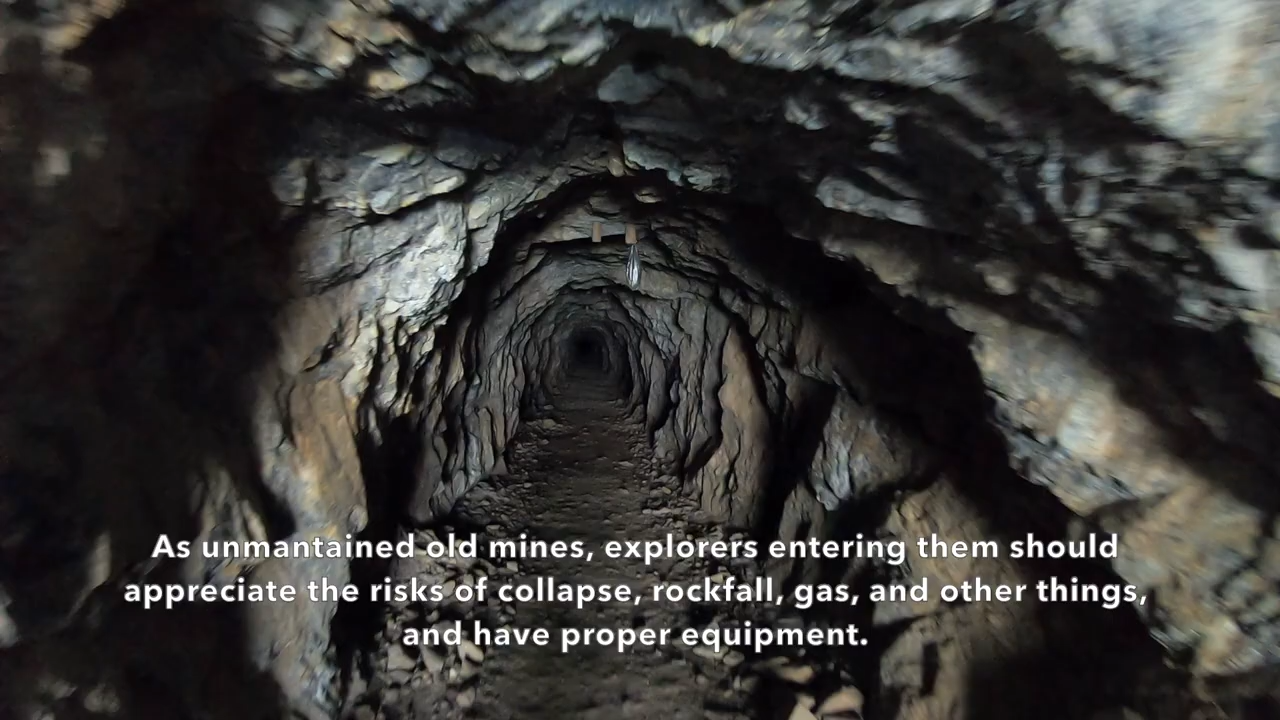 As unmantained old mines, explorers entering them should
appreciate the risks of collapse, rockfall, gas, and other things,
and have proper equipment.